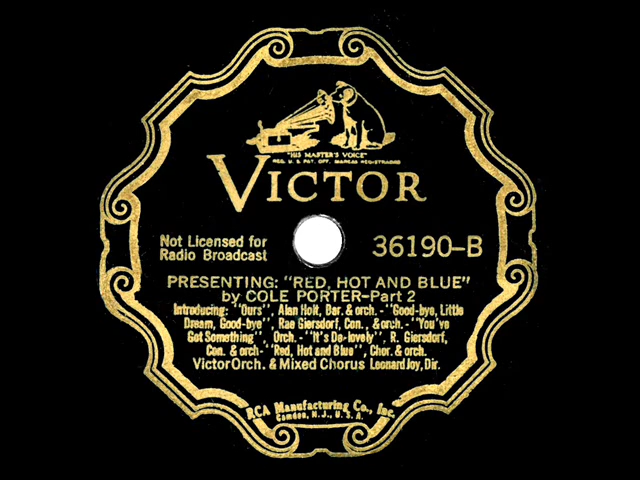 "HIS MASTER'S VOICE"
REG. U. S. PAT. OFF. MARCAS REGISTRADAS
VICTOR
Not Licensed for
Radio Broadcast
36190-B
PRESENTING: "RED, HOT AND BLUE"
by COLE PORTER-Part 2
Introducing: "Ours", Alan Holt, Bar. & orch. - "Good-bye, Little
Dream, Good-bye", Rae Giersdorf, Con., & orch. - "You've
Got Something", Orch. - "It's De-lovely", R. Giersdorf,
Con. & orch - "Red, Hot and Blue", Chor. & orch.
Victor Orch. & Mixed Chorus Leonard Joy, Dir.
RCA Manufacturing Co., Inc.
Camden, N. J., U. S. A.